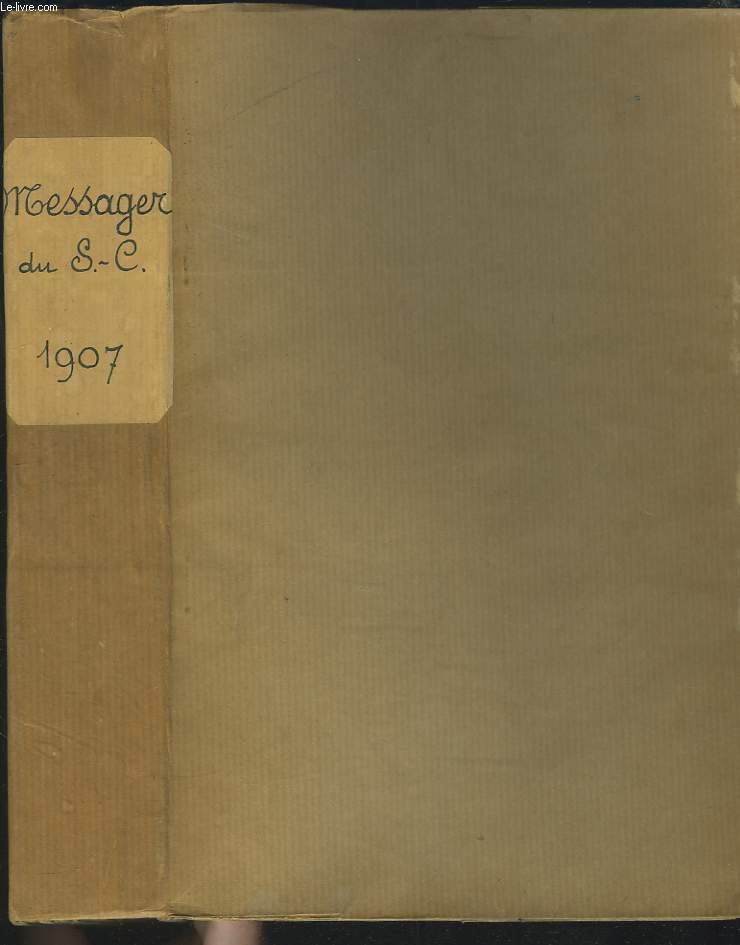 Le-livre.com
Messager
du S.-C.
1907